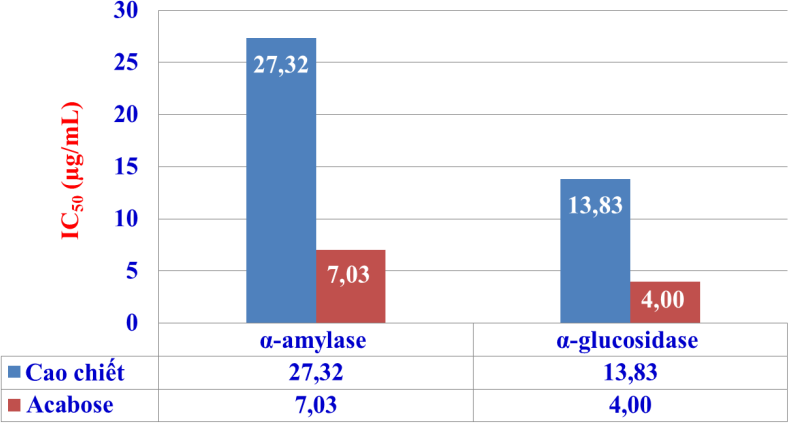 30
25
20
15
10
5
0
IC50 (µg/mL)
27,32
7,03
13,83
4,00
α-amylase α-glucosidase
Cao chiết 27,32 13,83
Acabose 7,03 4,00